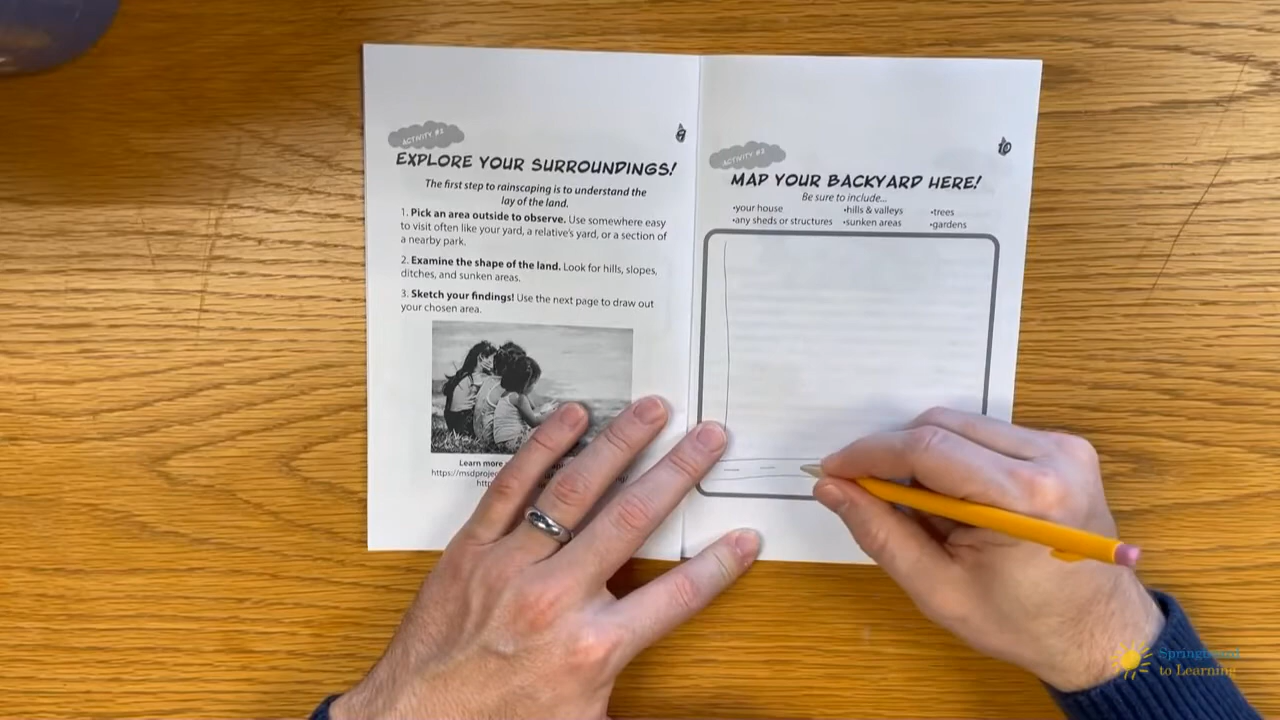 ACTIVITY #1
9
EXPLORE YOUR SURROUNDINGS!
The first step to rainscaping is to understand the
lay of the land.
1. Pick an area outside to observe. Use somewhere easy
to visit often like your yard, a relative's yard, or a section of
a nearby park.
2. Examine the shape of the land. Look for hills, slopes,
ditches, and sunken areas.
3. Sketch your findings! Use the next page to draw out
your chosen area.
Learn more
https://msdproje
ACTIVITY #2
10
MAP YOUR BACKYARD HERE!
Be sure to include...
•your house •hills & valleys •trees
•any sheds or structures •sunken areas •gardens
Springboard
to Learning